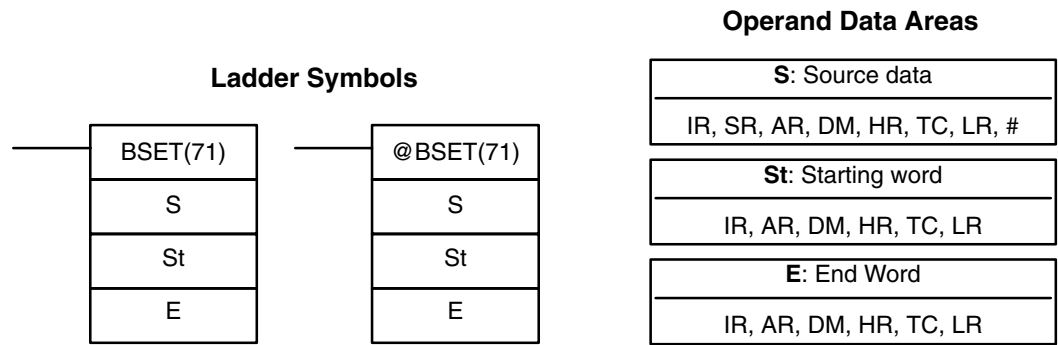 Ladder Symbols
BSET(71)
S
St
E
@BSET(71)
S
St
E
Operand Data Areas
S: Source data
IR, SR, AR, DM, HR, TC, LR, #
St: Starting word
IR, AR, DM, HR, TC, LR
E: End Word
IR, AR, DM, HR, TC, LR